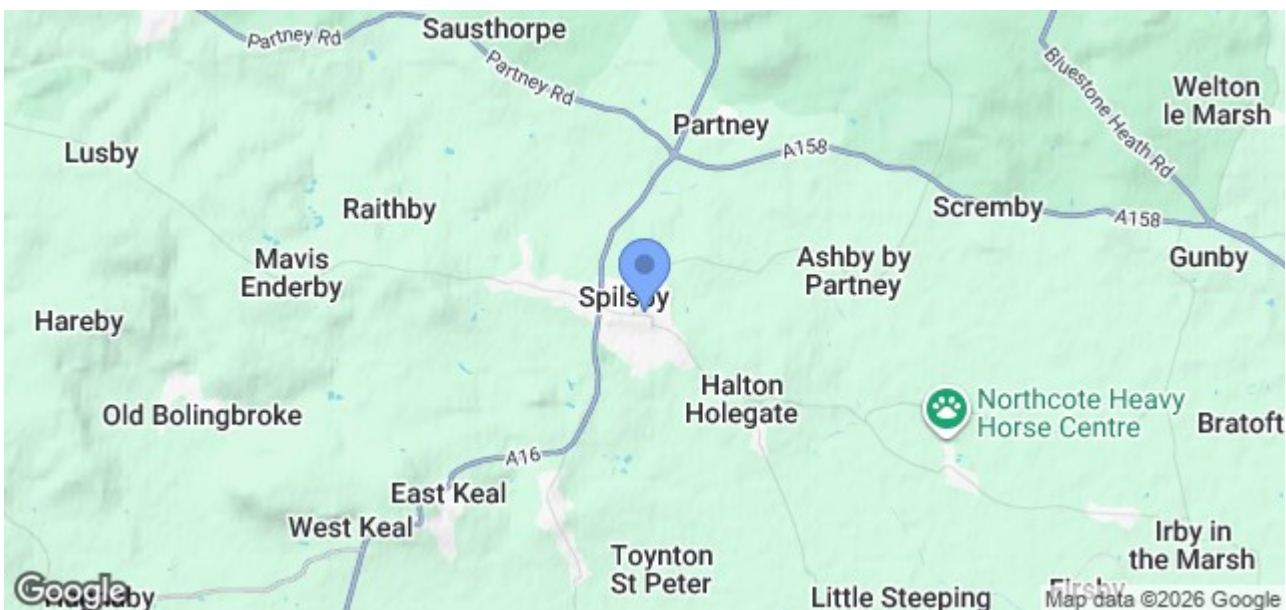 Sausthorpe
Partney Rd
Partney Rd
Partney
A158
Bluestone Heath Rd
Welton
le Marsh
Lusby
Raithby
Scremby
A158
Gunby
Mavis
Enderby
Ashby by
Partney
Spilsby
Hareby
Old Bolingbroke
Halton
Holegate
Northcote Heavy
Horse Centre
Bratoft
A16
East Keal
West Keal
Toynton
St Peter
Irby in
the Marsh
Little Steeping
Firsby
Google
Map data ©2026 Google